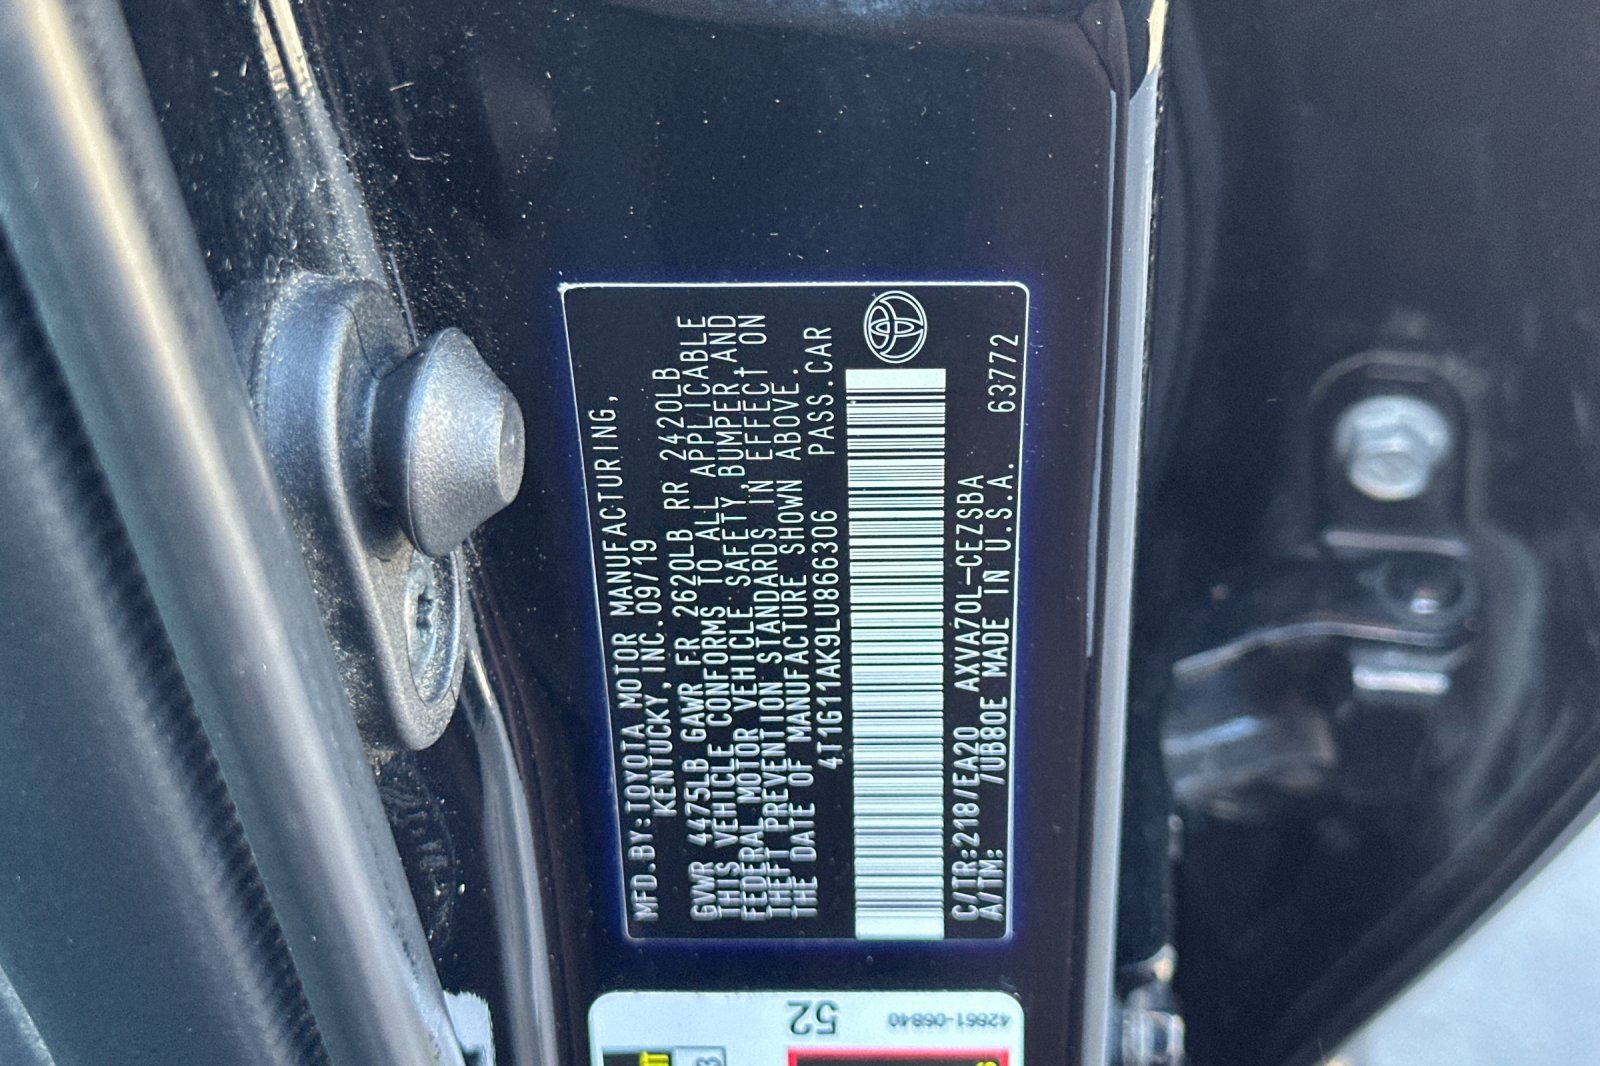 MFD.BY:TOYOTA MOTOR MANUFACTURING,
KENTUCKY, INC. 09/19
GVWR 4475LB GAWR FR 2620LB RR 2420LB
THIS VEHICLE CONFORMS TO ALL APPLICABLE
FEDERAL MOTOR VEHICLE SAFETY,BUMPER,AND
THEFT PREVENTION STANDARDS IN EFFECT ON
THE DATE OF MANUFACTURE SHOWN ABOVE.
4T1G11AK9LU866306 PASS.CAR
C/TR:218/EA20 AXVA70L-CEZSBA
A/TM: /UB80E MADE IN U.S.A. 63772
52
42661-06840